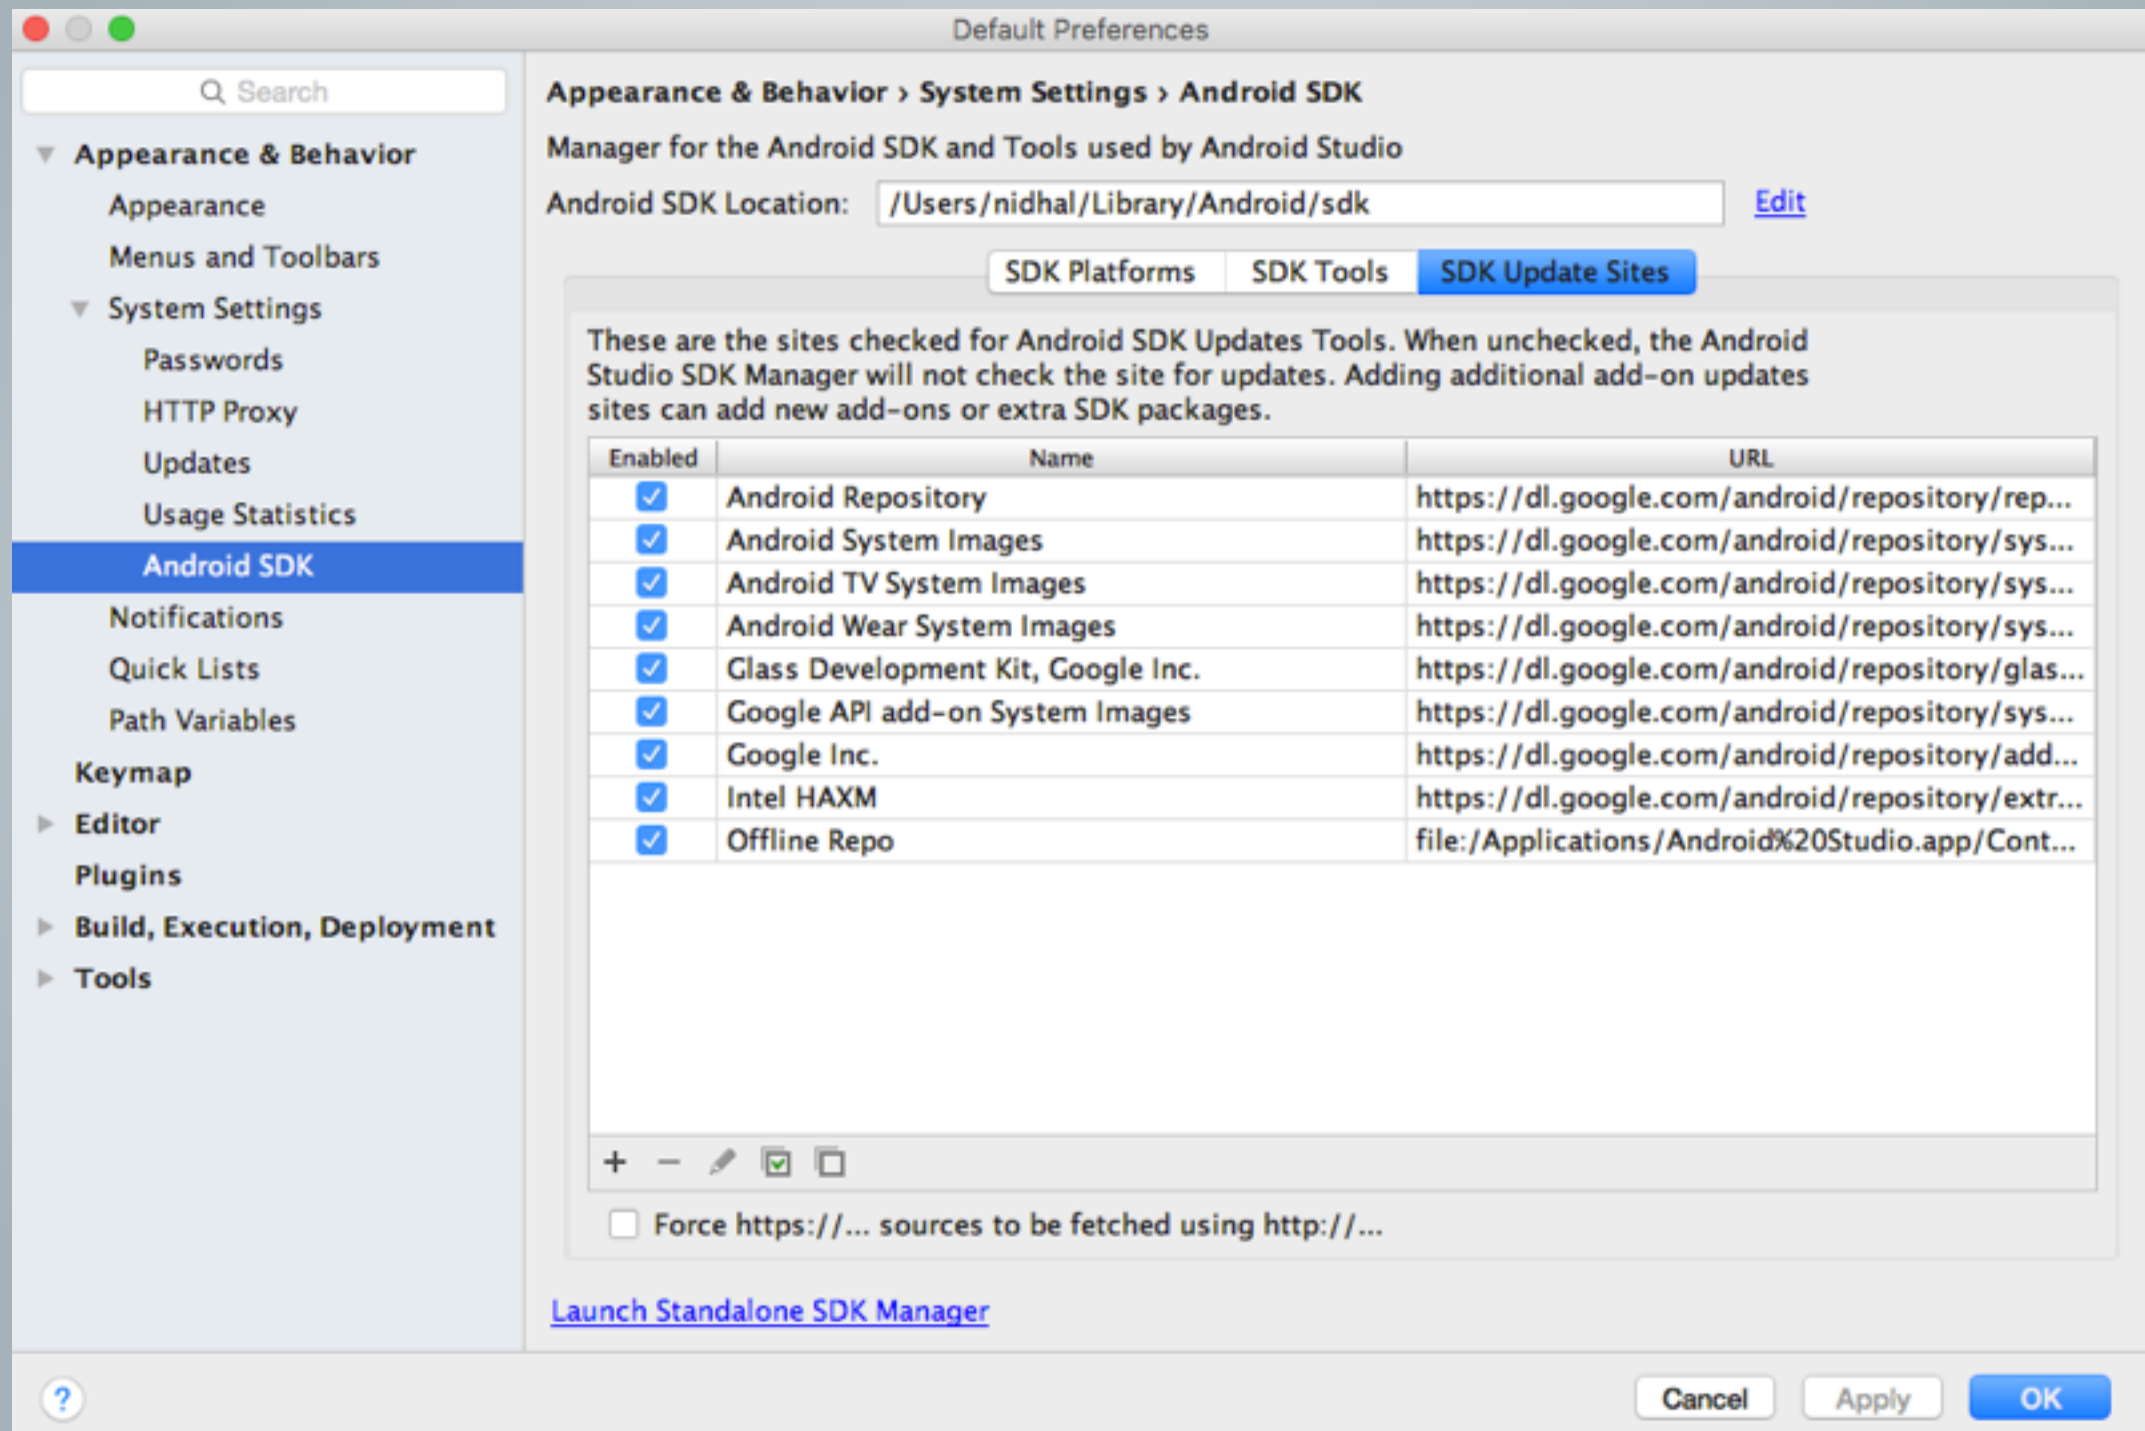 Default Preferences
Search
Appearance & Behavior
Appearance
Menus and Toolbars
System Settings
Passwords
HTTP Proxy
Updates
Usage Statistics
Android SDK
Notifications
Quick Lists
Path Variables
Keymap
Editor
Plugins
Build, Execution, Deployment
Tools
Appearance & Behavior › System Settings › Android SDK
Manager for the Android SDK and Tools used by Android Studio
Android SDK Location: /Users/nidhal/Library/Android/sdk Edit
SDK Platforms SDK Tools SDK Update Sites
These are the sites checked for Android SDK Updates Tools. When unchecked, the Android
Studio SDK Manager will not check the site for updates. Adding additional add-on updates
sites can add new add-ons or extra SDK packages.
Enabled Name URL
Android Repository https://dl.google.com/android/repository/rep...
Android System Images https://dl.google.com/android/repository/sys...
Android TV System Images https://dl.google.com/android/repository/sys...
Android Wear System Images https://dl.google.com/android/repository/sys...
Glass Development Kit, Google Inc. https://dl.google.com/android/repository/glas...
Google API add-on System Images https://dl.google.com/android/repository/sys...
Google Inc. https://dl.google.com/android/repository/add...
Intel HAXM https://dl.google.com/android/repository/extr...
Offline Repo file:/Applications/Android%20Studio.app/Cont...
Force https://... sources to be fetched using http://...
Launch Standalone SDK Manager
? Cancel Apply OK